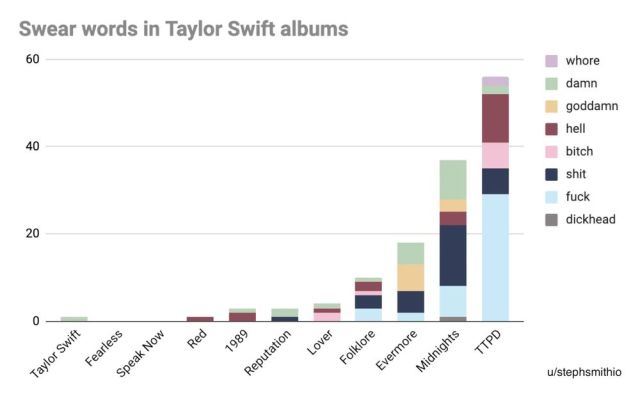 Swear words in Taylor Swift albums
60
40
20
0
Taylor Swift
Fearless
Speak Now
Red
1989
Reputation
Lover
Folklore
Evermore
Midnights
TTPD
whore
damn
goddamn
hell
bitch
shit
fuck
dickhead
u/stephsmithio